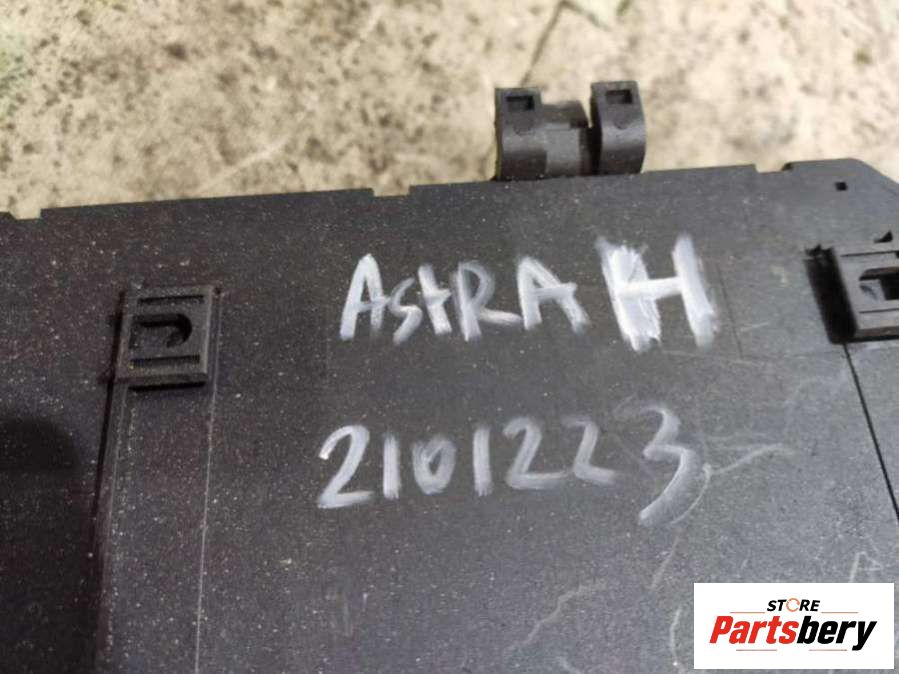 AStRA H
2101223
STORE
Partsbery